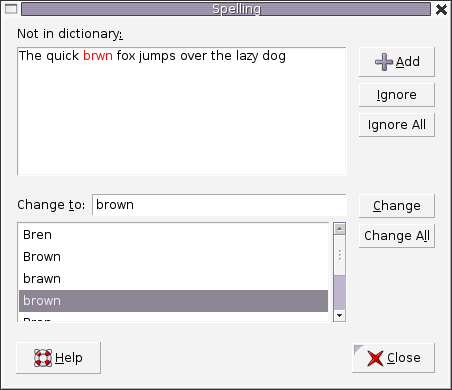 Spelling
Not in dictionary:
The quick brwn fox jumps over the lazy dog
Add
Ignore
Ignore All
Change to: brown
Change
Bren
Change All
Brown
brawn
brown
Bran
Help
Close